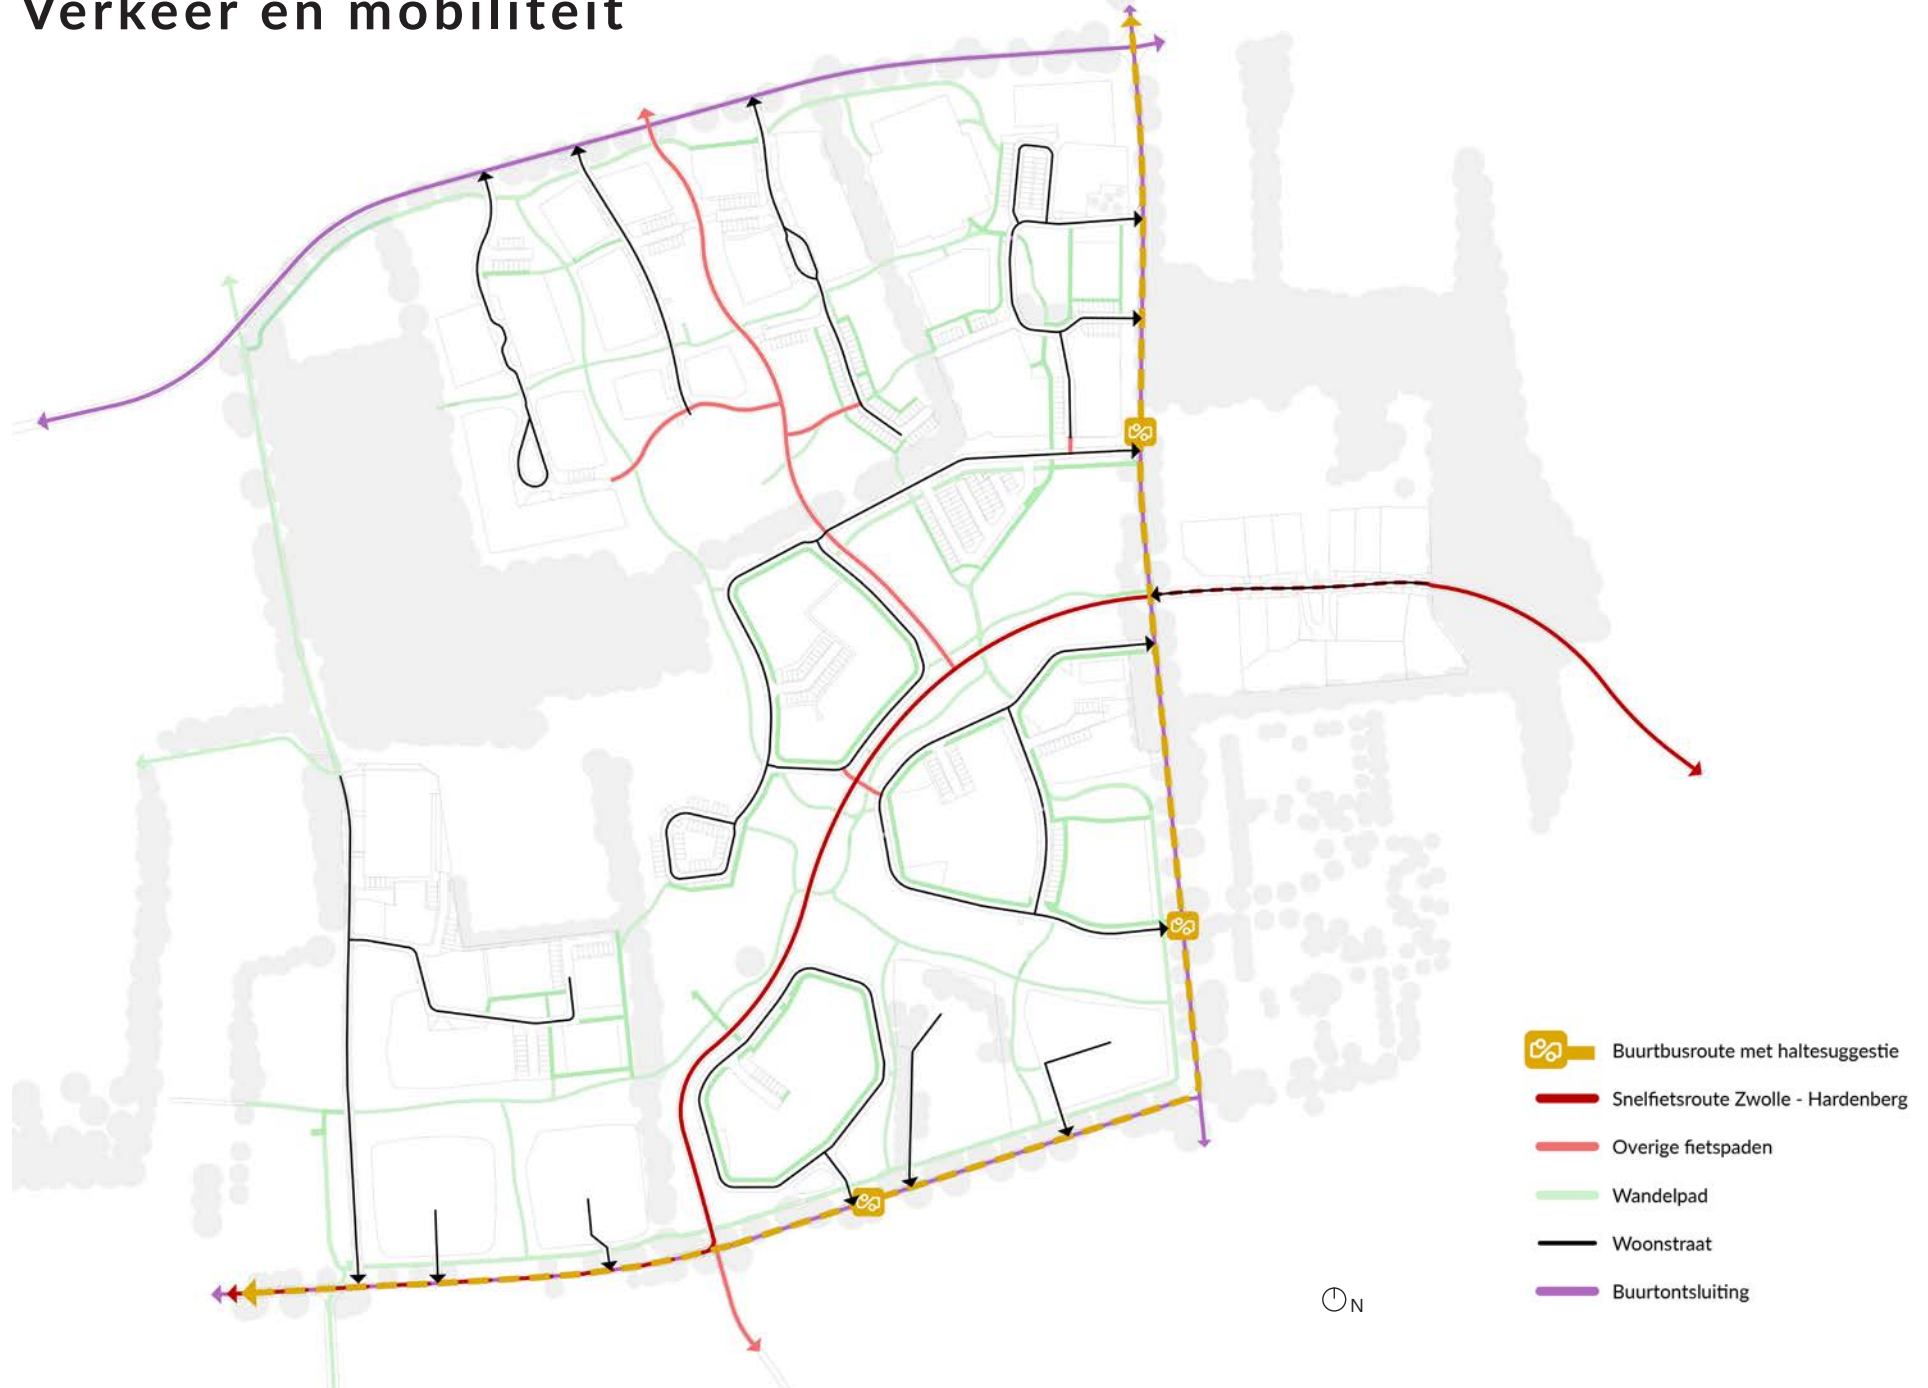 Verkeer en mobiliteit
Buurtbusroute met haltesuggestie
Snelfietsroute Zwolle - Hardenberg
Overige fietspaden
Wandelpad
Woonstraat
Buurtontsluiting
N